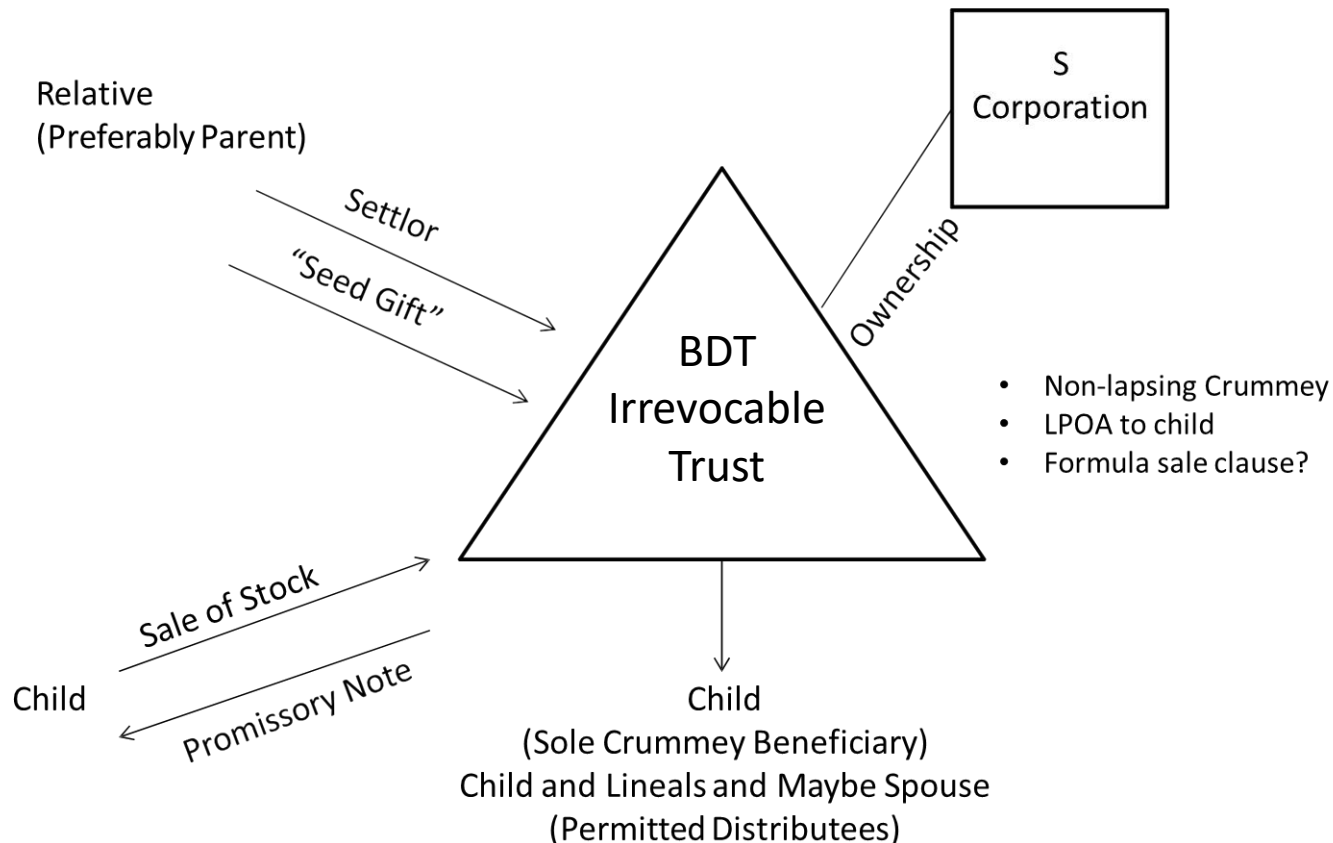 Relative
(Preferably Parent)
S
Corporation
Settlor
“Seed Gift”
Ownership
BDT
Irrevocable
Trust
• Non-lapsing Crummey
• LPOA to child
• Formula sale clause?
Sale of Stock
Promissory Note
Child
Child
(Sole Crummey Beneficiary)
Child and Lineals and Maybe Spouse
(Permitted Distributees)